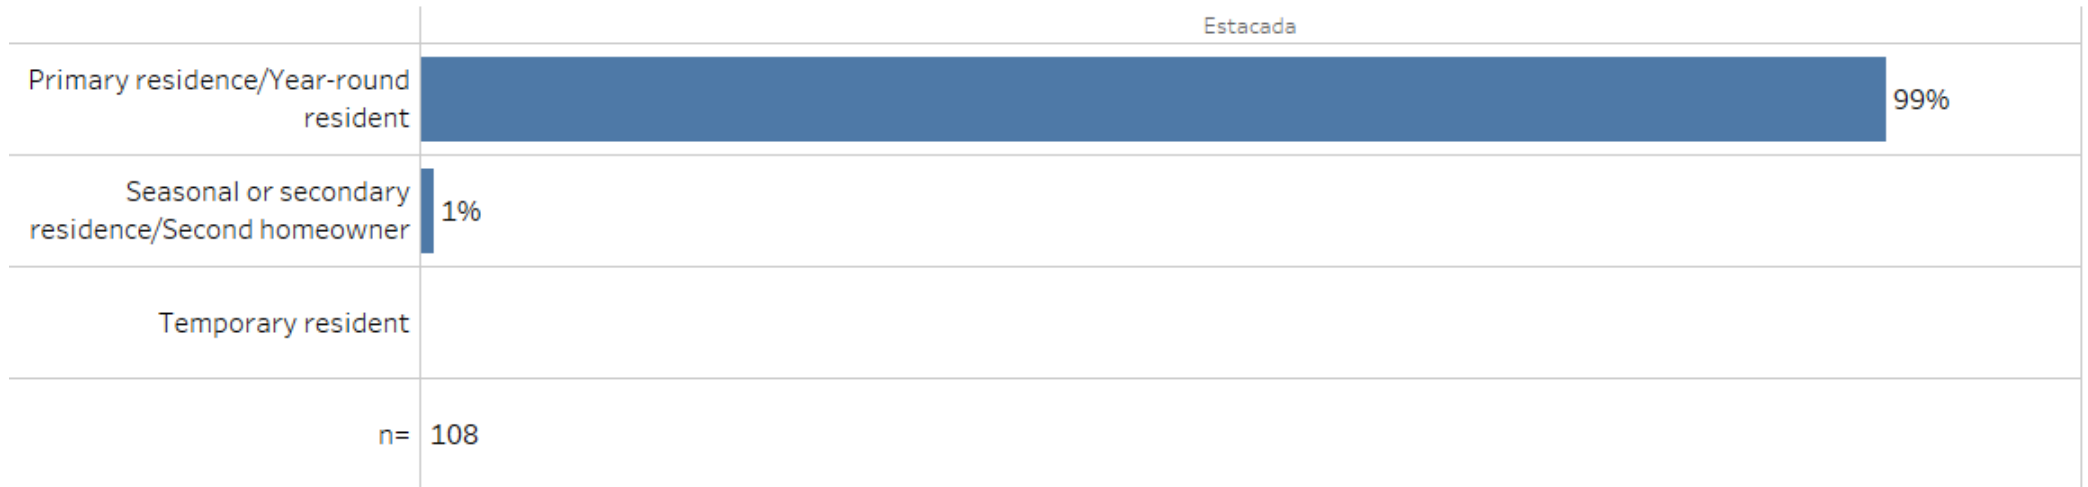 Estacada
Primary residence/Year-round
resident
99%
Seasonal or secondary
residence/Second homeowner
1%
Temporary resident
n=
108